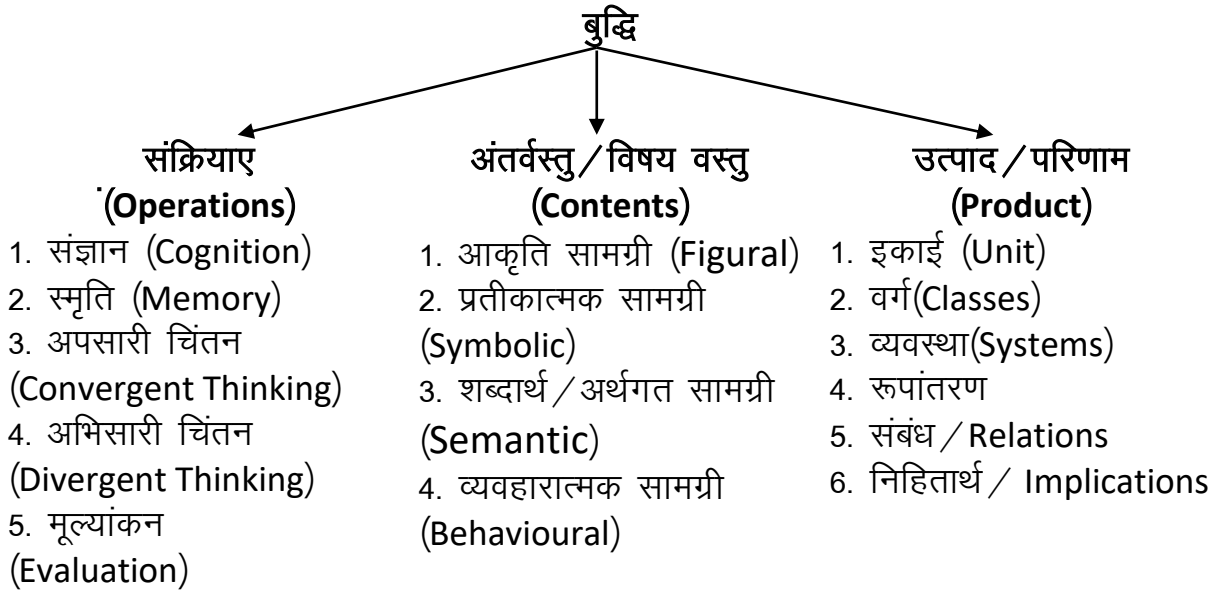 बुद्धि
संक्रियाए
ं(Operations)
1. संज्ञान (Cognition)
2. स्मृति (Memory)
3. अपसारी चिंतन
(Convergent Thinking)
4. अभिसारी चिंतन
(Divergent Thinking)
5. मूल्यांकन
(Evaluation)
अंतर्वस्तु/विषय वस्तु
(Contents)
1. आकृति सामग्री (Figural)
2. प्रतीकात्मक सामग्री
(Symbolic)
3. शब्दार्थ/अर्थगत सामग्री
(Semantic)
4. व्यवहारात्मक सामग्री
(Behavioural)
उत्पाद/परिणाम
(Product)
1. इकाई (Unit)
2. वर्ग(Classes)
3. व्यवस्था(Systems)
4. रूपांतरण
5. संबंध/Relations
6. निहितार्थ/ Implications